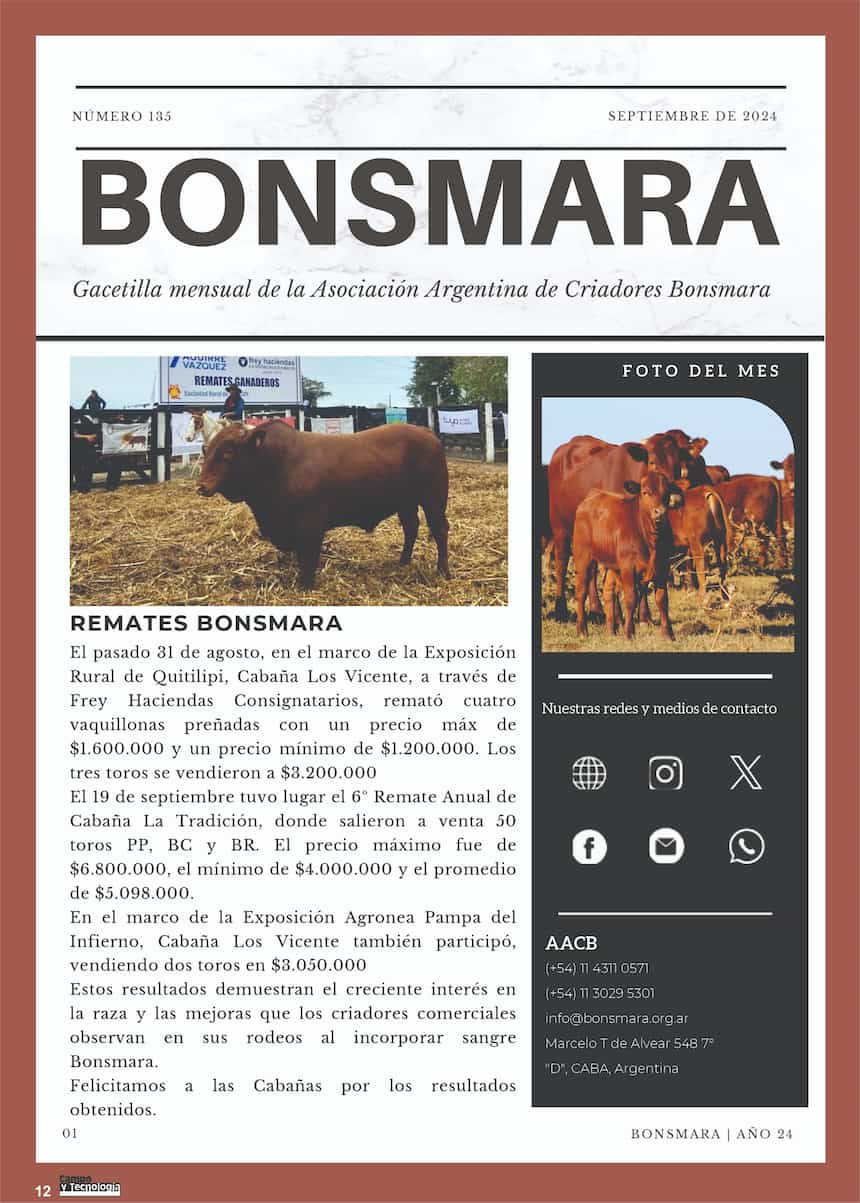 NÚMERO 135
SEPTIEMBRE DE 2024
BONSMARA
Gacetilla mensual de la Asociación Argentina de Criadores Bonsmara
AGUIRRE
VAZQUEZ
frey haciendas
REMATES GANADEROS
Sociedad Rural de
REMATES BONSMARA
El pasado 31 de agosto, en el marco de la Exposición
Rural de Quitilipi, Cabaña Los Vicente, a través de
Frey Haciendas Consignatarios, remató cuatro
vaquillonas preñadas con un precio máx de
$1.600.000 y un precio mínimo de $1.200.000. Los
tres toros se vendieron a $3.200.000
El 19 de septiembre tuvo lugar el 6° Remate Anual de
Cabaña La Tradición, donde salieron a venta 50
toros PP, BC y BR. El precio máximo fue de
$6.800.000, el mínimo de $4.000.000 y el promedio
de $5.098.000.
En el marco de la Exposición Agronea Pampa del
Infierno, Cabaña Los Vicente también participó,
vendiendo dos toros en $3.050.000
Estos resultados demuestran el creciente interés en
la raza y las mejoras que los criadores comerciales
observan en sus rodeos al incorporar sangre
Bonsmara.
Felicitamos a las Cabañas por los resultados
obtenidos.
01
FOTO DEL MES
Nuestras redes y medios de contacto
AACB
(+54) 11 4311 0571
(+54) 11 3029 5301
info@bonsmara.org.ar
Marcelo T de Alvear 548 7°
"D", CABA, Argentina
BONSMARA | AÑO 24
12
Campo
y Tecnología